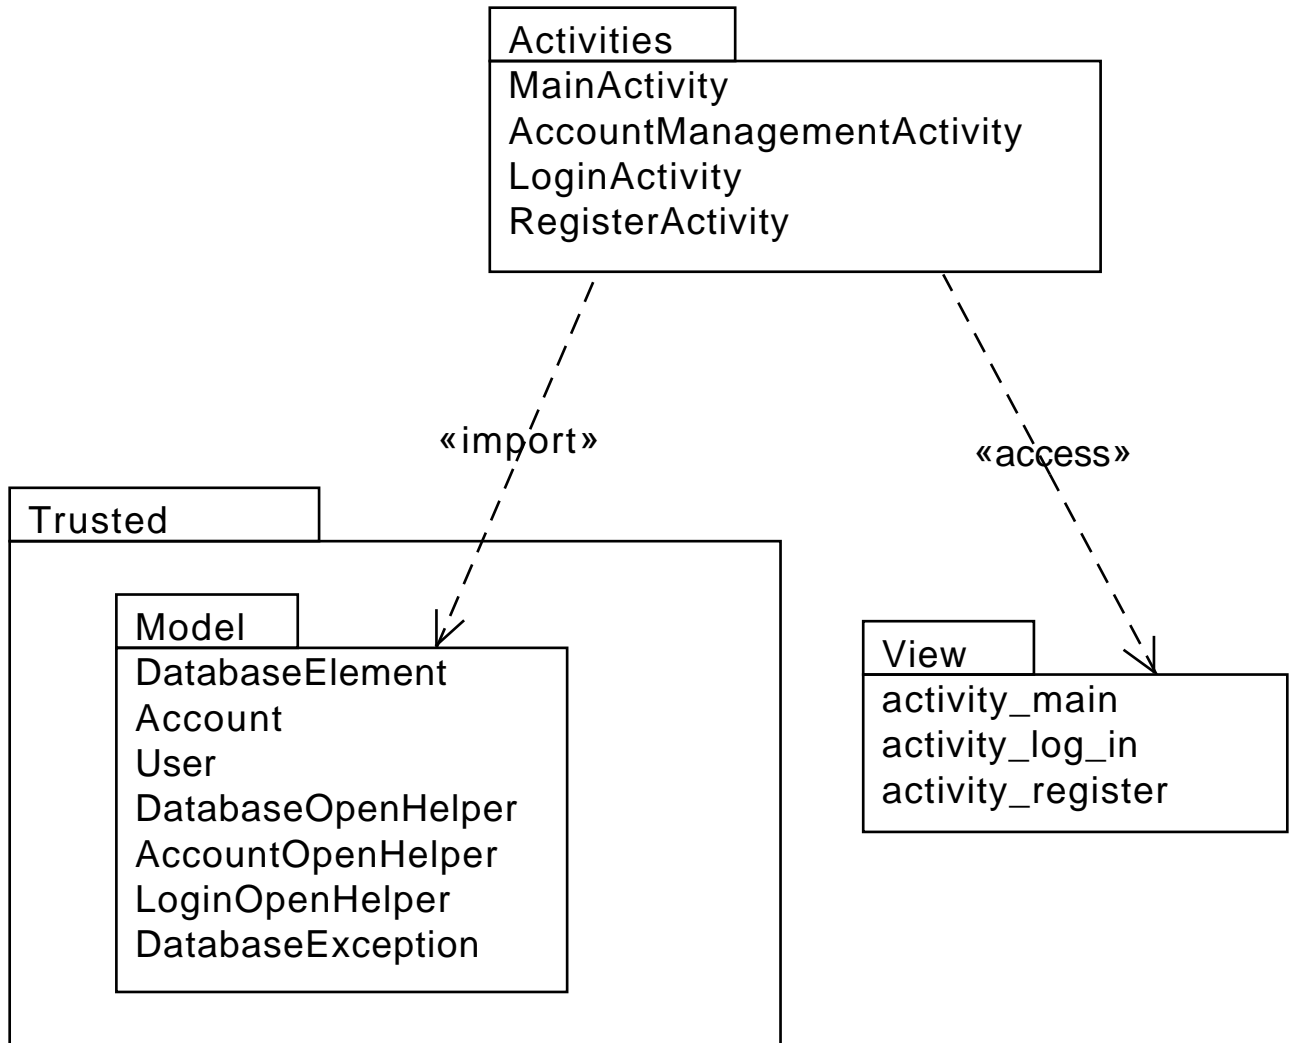 Activities
MainActivity
AccountManagementActivity
LoginActivity
RegisterActivity
«import»
«access»
Trusted
Model
DatabaseElement
Account
User
DatabaseOpenHelper
AccountOpenHelper
LoginOpenHelper
DatabaseException
View
activity_main
activity_log_in
activity_register